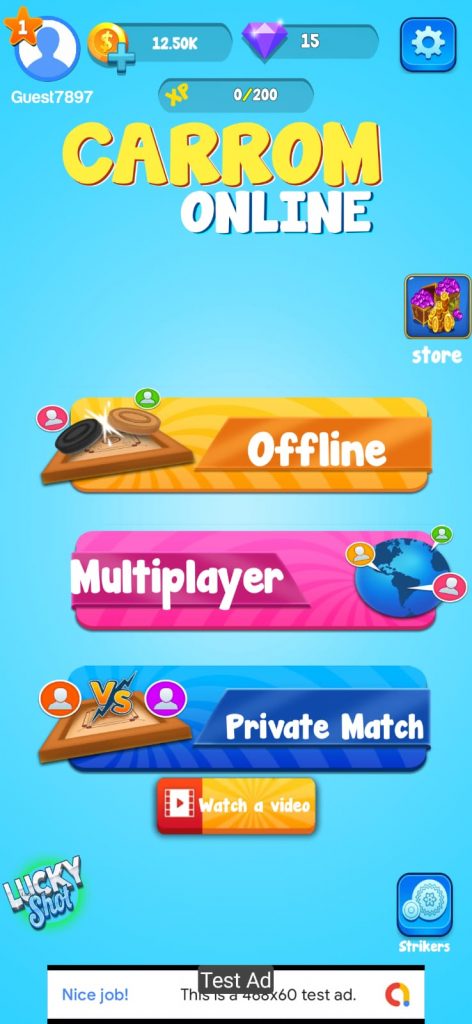 1
12.50K
15
Guest7897
XP
0/200
CARROM
ONLINE
store
Offline
Multiplayer
VS
Private Match
Watch a video
LUCKY
Shot
Strikers
Test Ad
Nice job!
This is a 468x60 test ad.